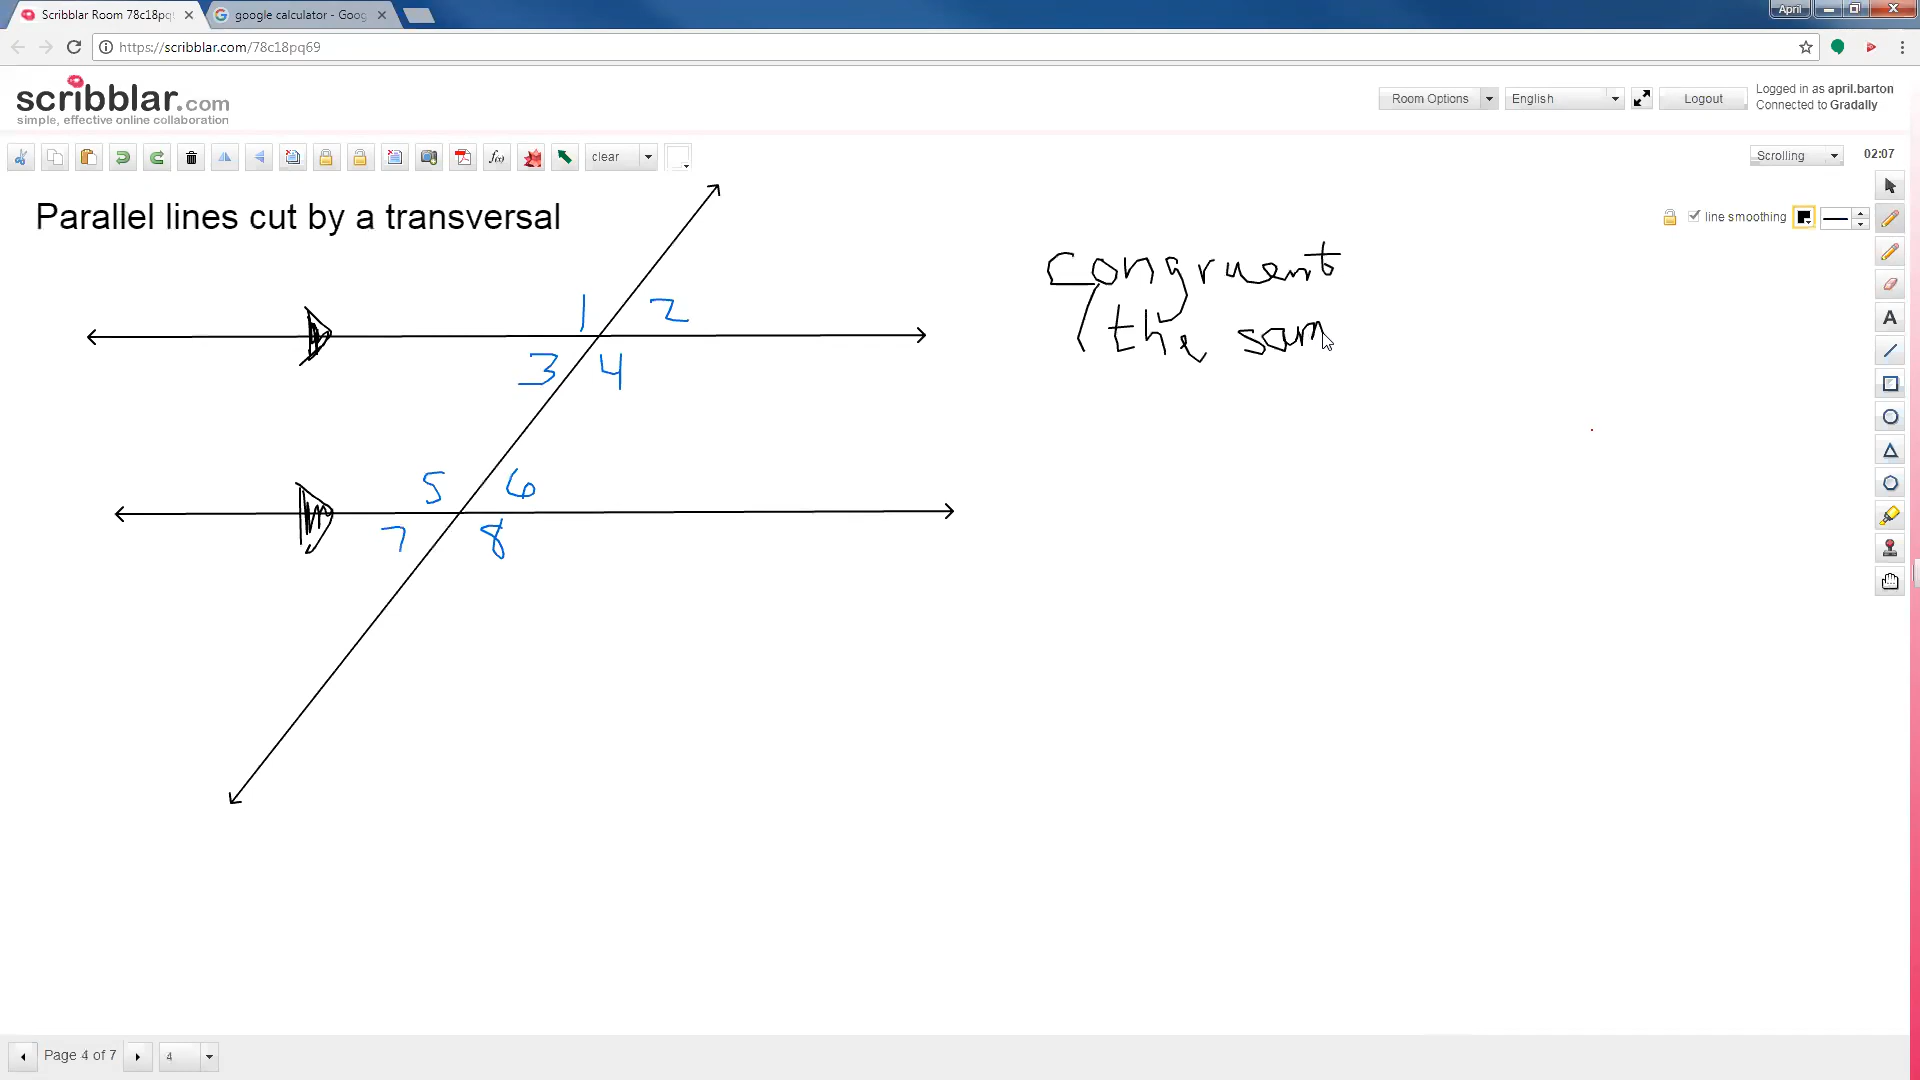 Scribblar Room 78c18pq
google calculator - Goog
April
https://scribblar.com/78c18pq69
scribblar.com
simple, effective online collaboration
Room Options
English
Logout
Logged in as april.barton
Connected to Gradally
f(x)
clear
Scrolling
02:07
Parallel lines cut by a transversal
line smoothing
A
congruent
(the sam
1 2
3 4
5 6
7 8
Page 4 of 7
4